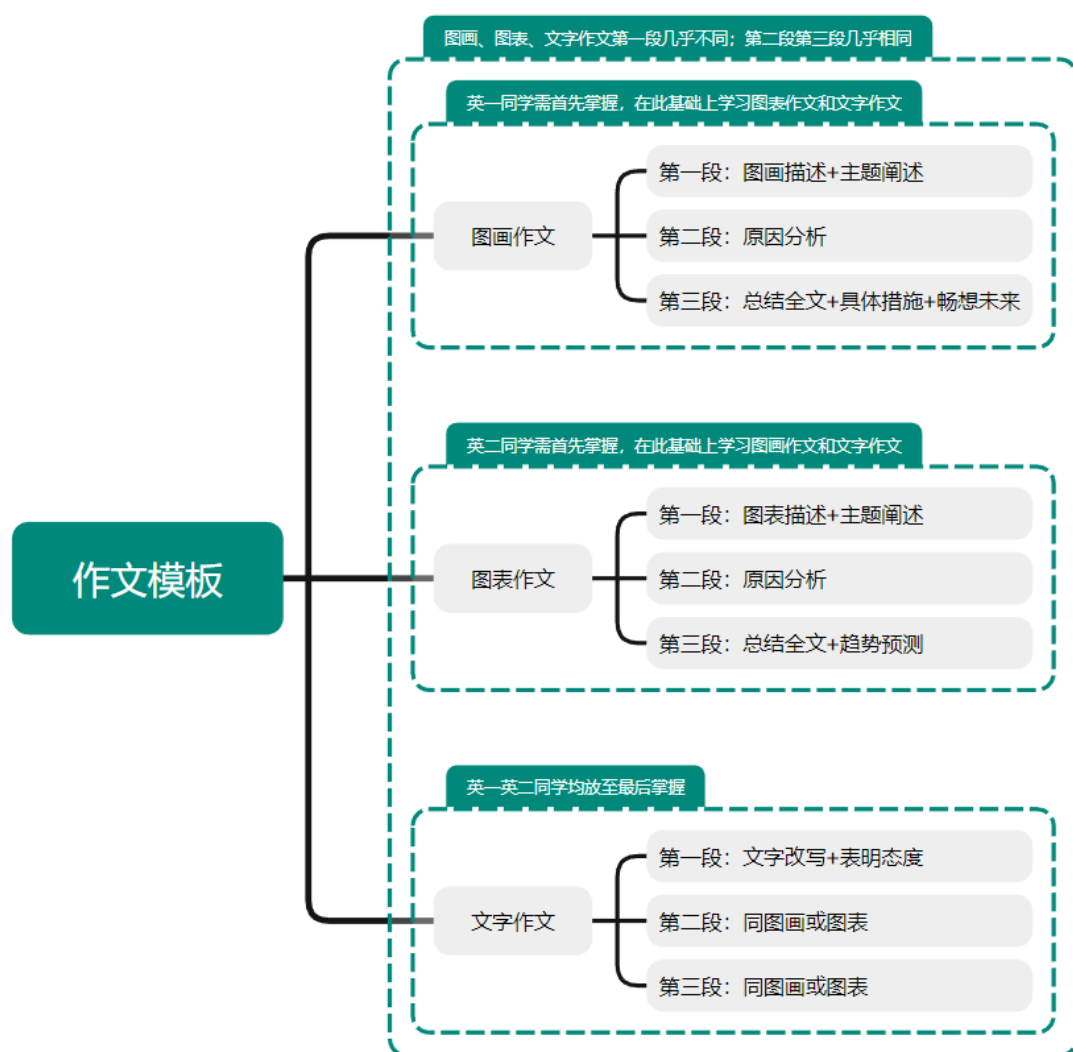 图画、图表、文字作文第一段几乎不同；第二段第三段几乎相同
英一同学需首先掌握，在此基础上学习图表作文和文字作文
第一段：图画描述+主题阐述
图画作文
第二段：原因分析
第三段：总结全文+具体措施+畅想未来
英二同学需首先掌握，在此基础上学习图画作文和文字作文
第一段：图表描述+主题阐述
作文模板
图表作文
第二段：原因分析
第三段：总结全文+趋势预测
英一英二同学均放至最后掌握
第一段：文字改写+表明态度
文字作文
第二段：同图画或图表
第三段：同图画或图表